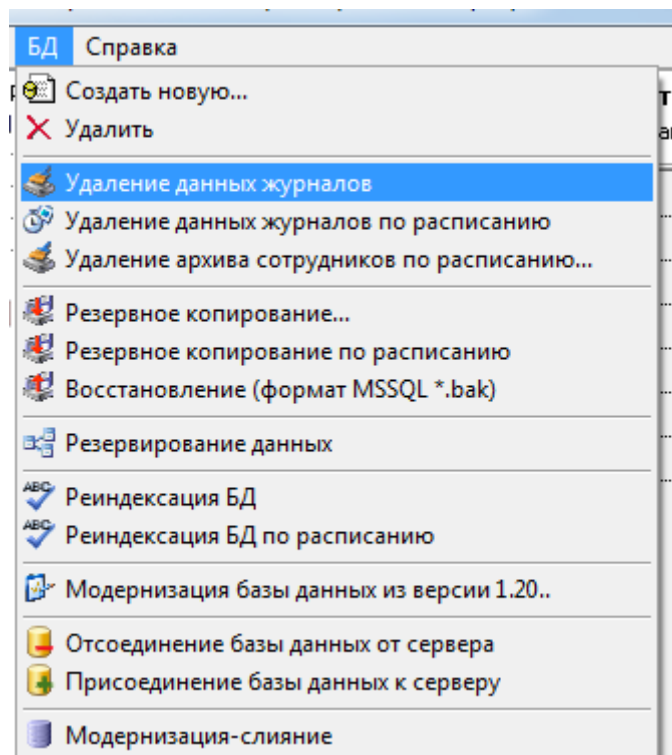 БД Справка
Создать новую...
Удалить
Удаление данных журналов
Удаление данных журналов по расписанию
Удаление архива сотрудников по расписанию...
Резервное копирование...
Резервное копирование по расписанию
Восстановление (формат MSSQL *.bak)
Резервирование данных
Реиндексация БД
Реиндексация БД по расписанию
Модернизация базы данных из версии 1.20..
Отсоединение базы данных от сервера
Присоединение базы данных к серверу
Модернизация-слияние